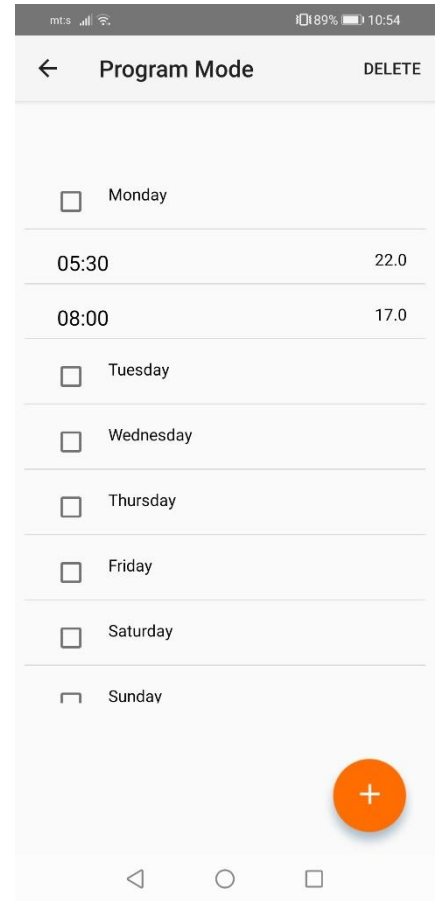 mt:s 89% 10:54
Program Mode DELETE
Monday
05:30 22.0
08:00 17.0
Tuesday
Wednesday
Thursday
Friday
Saturday
Sunday
+